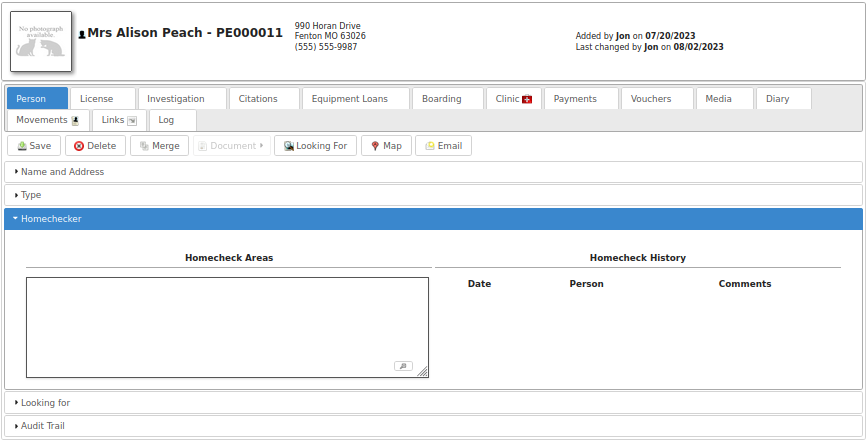 No photograph
available
Mrs Alison Peach - PE000011
990 Horan Drive
Fenton MO 63026
(555) 555-9987
Added by Jon on 07/20/2023
Last changed by Jon on 08/02/2023
Person License Investigation Citations Equipment Loans Boarding Clinic Payments Vouchers Media Diary
Movements Links Log
Save Delete Merge Document Looking For Map Email
Name and Address
Type
Homechecker
Homecheck Areas Homecheck History
Date Person Comments
Looking for
Audit Trail